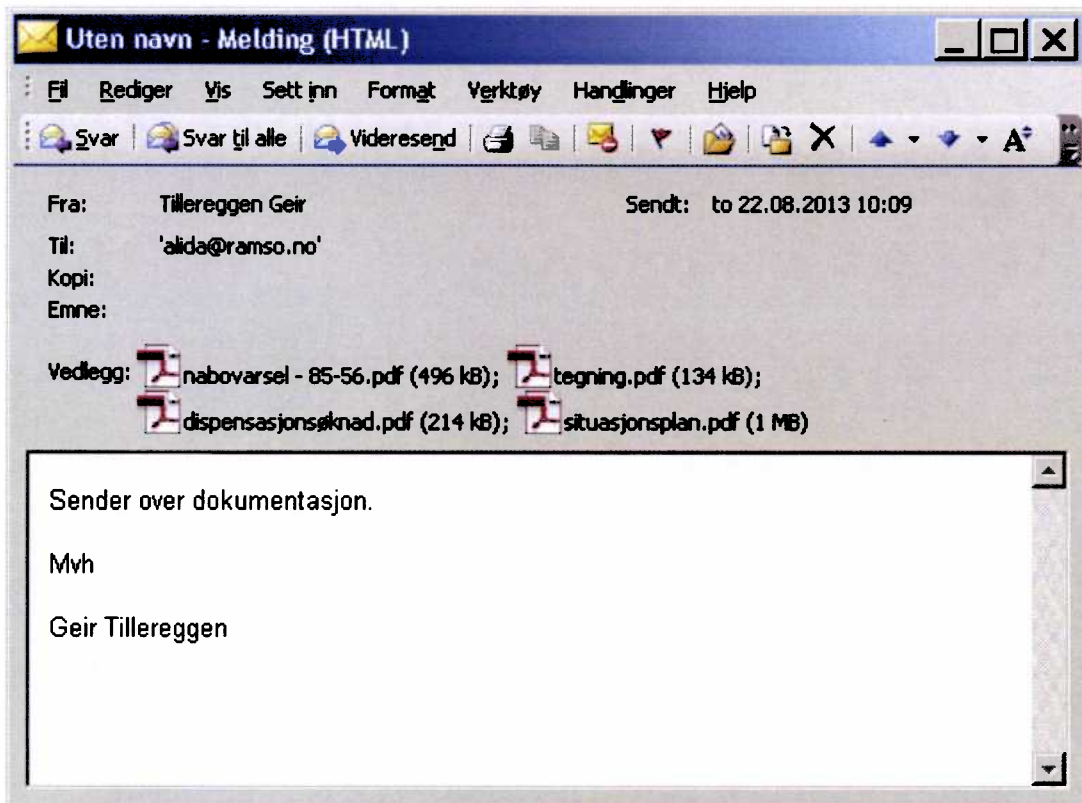 Uten navn - Melding (HTML)
Fil Rediger Vis Sett inn Format Verktøy Handlinger Hjelp
Svar Svar til alle Videresend
Fra: Tillereggen Geir Sendt: to 22.08.2013 10:09
Til: 'alida@ramso.no'
Kopi:
Emne:
Vedlegg: nabovarsel - 85-56.pdf (496 kB); tegning.pdf (134 kB);
dispensasjonsøknad.pdf (214 kB); situasjonsplan.pdf (1 MB)
Sender over dokumentasjon.
Mvh
Geir Tillereggen